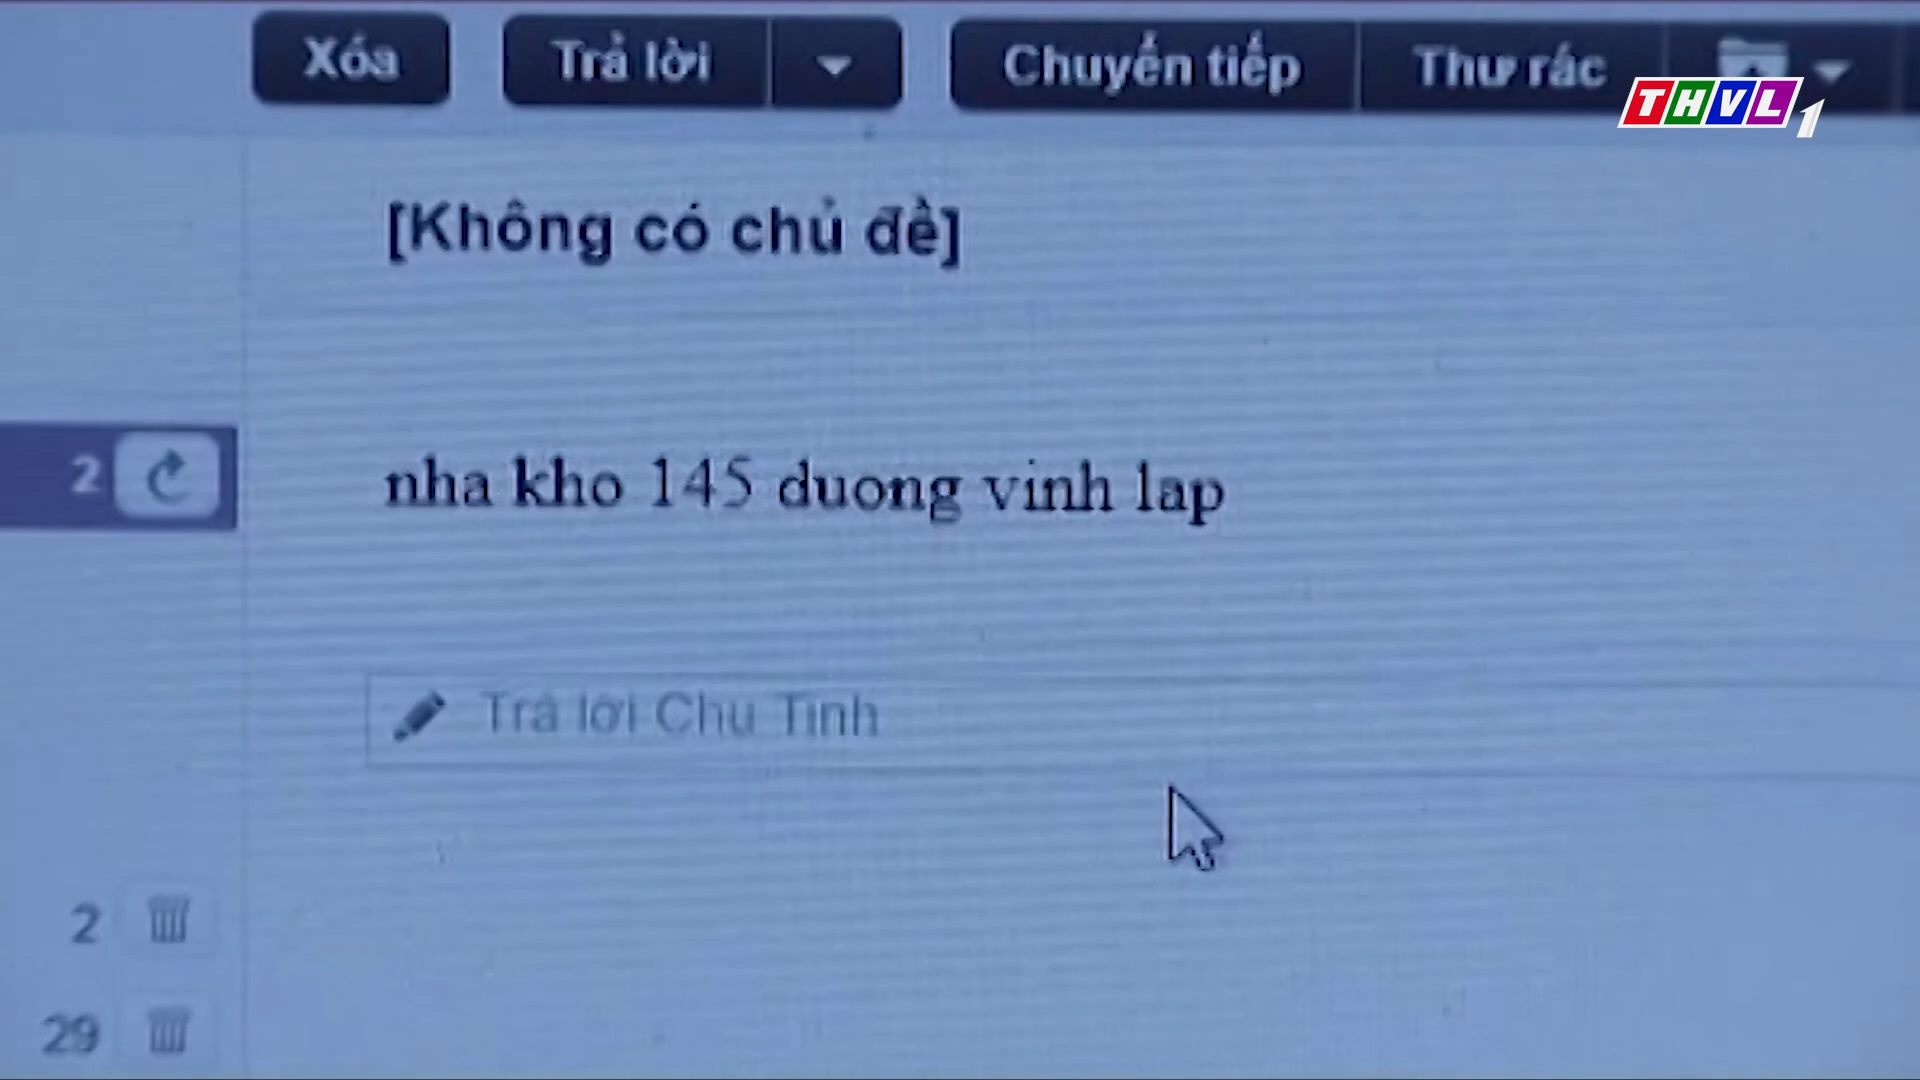 Xóa Trả lời Chuyển tiếp Thư rác
THVL1
[Không có chủ đề]
2
nha kho 145 duong vinh lap
Trả lời Chu Tinh
2
29